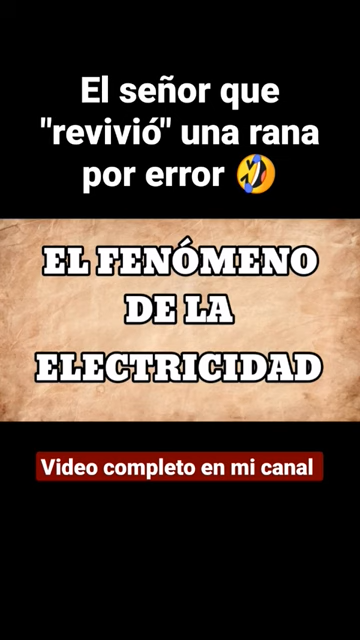 El señor que
"revivió" una rana
por error 🤣
EL FENÓMENO
DE LA
ELECTRICIDAD
Video completo en mi canal